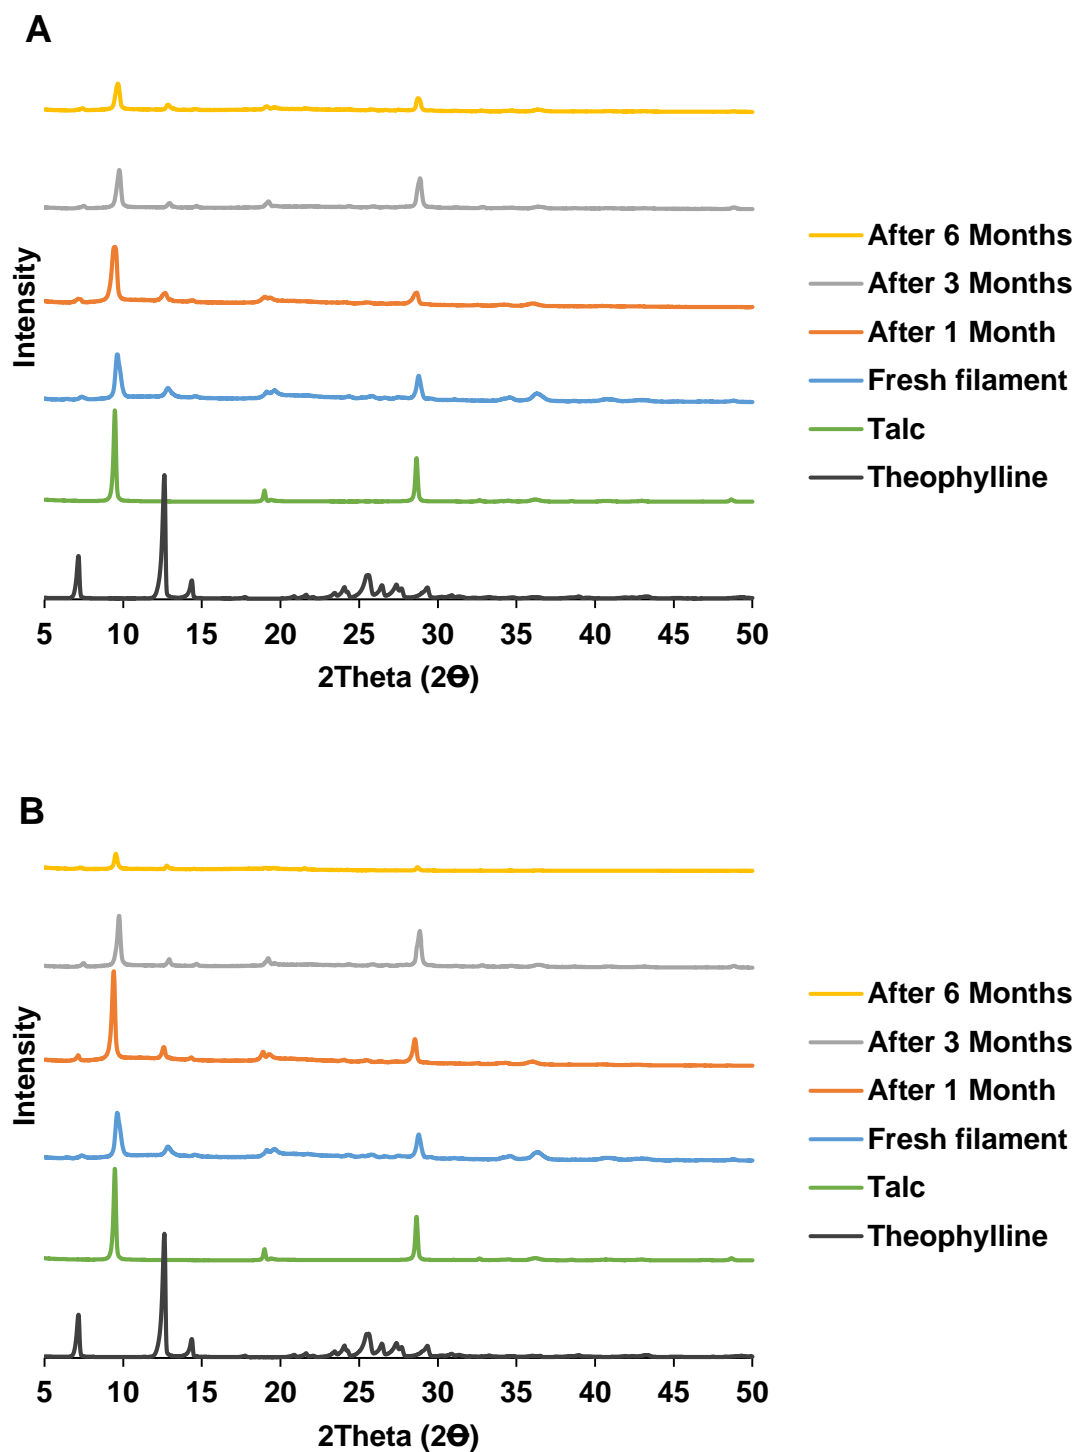 A
Intensity
After 6 Months
After 3 Months
After 1 Month
Fresh filament
Talc
Theophylline
5 10 15 20 25 30 35 40 45 50
2Theta (2ϴ)
B
Intensity
After 6 Months
After 3 Months
After 1 Month
Fresh filament
Talc
Theophylline
5 10 15 20 25 30 35 40 45 50
2Theta (2ϴ)